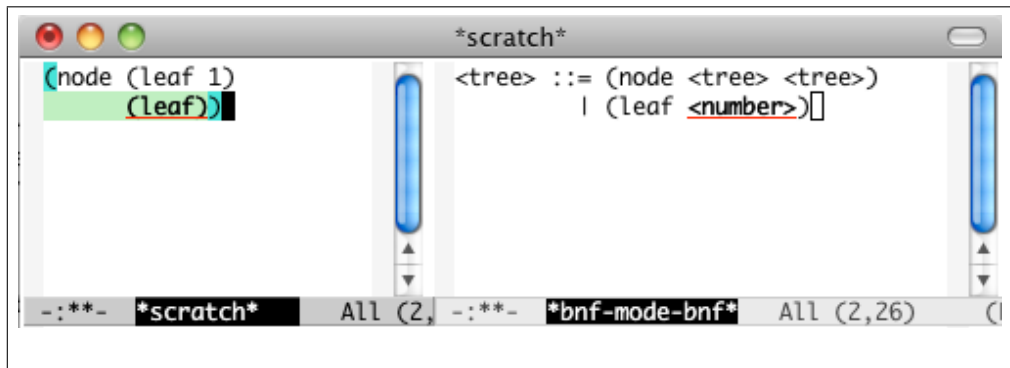 *scratch*
(node (leaf 1)
(leaf))
<tree> ::= (node <tree> <tree>)
| (leaf <number>)
-:**- *scratch* All (2,
-:**- *bnf-mode-bnf* All (2,26)